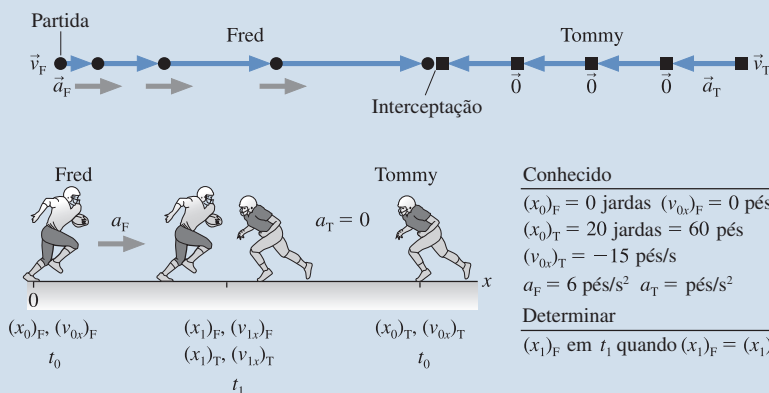 Partida
Fred
Tommy
v⃗F
v⃗T
a⃗F
0⃗ 0⃗ 0⃗ a⃗T
Interceptação
Fred
Tommy
aF
aT = 0
x
0
(x0)F, (v0x)F
t0
(x1)F, (v1x)F
(x1)T, (v1x)T
t1
(x0)T, (v0x)T
t0
Conhecido
(x0)F = 0 jardas (v0x)F = 0 pés
(x0)T = 20 jardas = 60 pés
(v0x)T = −15 pés/s
aF = 6 pés/s² aT = pés/s²
Determinar
(x1)F em t1 quando (x1)F = (x1)